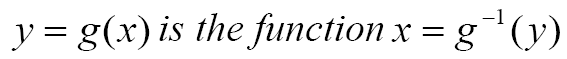 y = g(x) is the function x = g⁻¹(y)